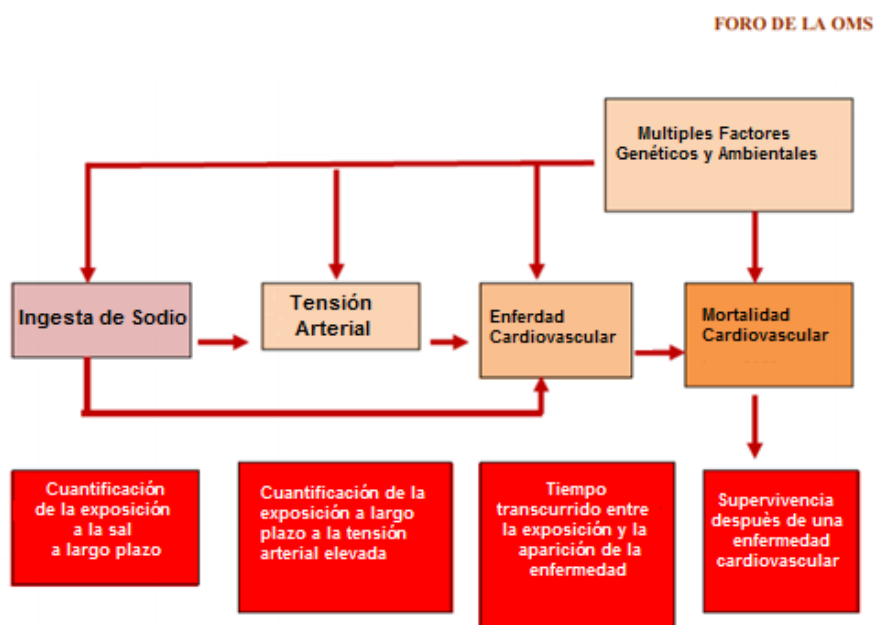 FORO DE LA OMS
Multiples Factores
Genéticos y Ambientales
Ingesta de Sodio
Tensión
Arterial
Enferdad
Cardiovascular
Mortalidad
Cardiovascular
Cuantificación
de la exposición
a la sal
a largo plazo
Cuantificación de la
exposición a largo
plazo a la tensión
arterial elevada
Tiempo
transcurrido entre
la exposición y la
aparición de la
enfermedad
Supervivencia
despuès de una
enfermedad
cardiovascular